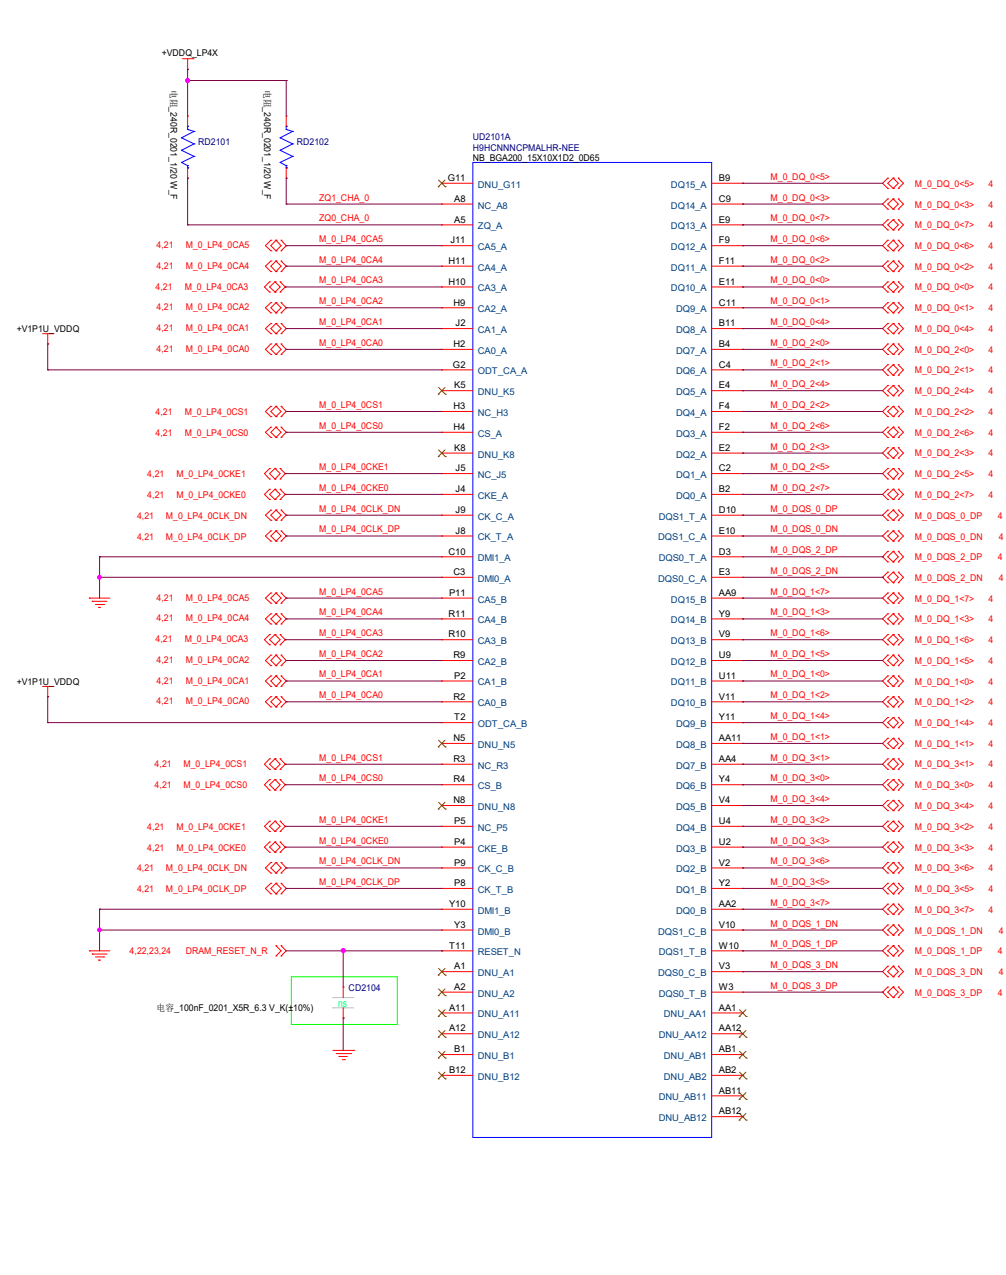 +VDDQ_LP4X
电阻_240R_0201_1/20 W_F
RD2101
电阻_240R_0201_1/20 W_F
RD2102
UD2101A
H9HCNNNCPMALHR-NEE
NB_BGA200_15X10X1D2_0D65
G11 DNU_G11 DQ15_A B9 M_0_DQ_0<5> M_0_DQ_0<5> 4
ZQ1_CHA_0 A8 NC_A8 DQ14_A C9 M_0_DQ_0<3> M_0_DQ_0<3> 4
ZQ0_CHA_0 A5 ZQ_A DQ13_A E9 M_0_DQ_0<7> M_0_DQ_0<7> 4
4,21 M_0_LP4_0CA5 M_0_LP4_0CA5 J11 CA5_A DQ12_A F9 M_0_DQ_0<6> M_0_DQ_0<6> 4
4,21 M_0_LP4_0CA4 M_0_LP4_0CA4 H11 CA4_A DQ11_A F11 M_0_DQ_0<2> M_0_DQ_0<2> 4
4,21 M_0_LP4_0CA3 M_0_LP4_0CA3 H10 CA3_A DQ10_A E11 M_0_DQ_0<0> M_0_DQ_0<0> 4
4,21 M_0_LP4_0CA2 M_0_LP4_0CA2 H9 CA2_A DQ9_A C11 M_0_DQ_0<1> M_0_DQ_0<1> 4
+V1P1U_VDDQ 4,21 M_0_LP4_0CA1 M_0_LP4_0CA1 J2 CA1_A DQ8_A B11 M_0_DQ_0<4> M_0_DQ_0<4> 4
4,21 M_0_LP4_0CA0 M_0_LP4_0CA0 H2 CA0_A DQ7_A B4 M_0_DQ_2<0> M_0_DQ_2<0> 4
G2 ODT_CA_A DQ6_A C4 M_0_DQ_2<1> M_0_DQ_2<1> 4
K5 DNU_K5 DQ5_A E4 M_0_DQ_2<4> M_0_DQ_2<4> 4
4,21 M_0_LP4_0CS1 M_0_LP4_0CS1 H3 NC_H3 DQ4_A F4 M_0_DQ_2<2> M_0_DQ_2<2> 4
4,21 M_0_LP4_0CS0 M_0_LP4_0CS0 H4 CS_A DQ3_A F2 M_0_DQ_2<6> M_0_DQ_2<6> 4
K8 DNU_K8 DQ2_A E2 M_0_DQ_2<3> M_0_DQ_2<3> 4
4,21 M_0_LP4_0CKE1 M_0_LP4_0CKE1 J5 NC_J5 DQ1_A C2 M_0_DQ_2<5> M_0_DQ_2<5> 4
4,21 M_0_LP4_0CKE0 M_0_LP4_0CKE0 J4 CKE_A DQ0_A B2 M_0_DQ_2<7> M_0_DQ_2<7> 4
4,21 M_0_LP4_0CLK_DN M_0_LP4_0CLK_DN J9 CK_C_A DQS1_T_A D10 M_0_DQS_0_DP M_0_DQS_0_DP 4
4,21 M_0_LP4_0CLK_DP M_0_LP4_0CLK_DP J8 CK_T_A DQS1_C_A E10 M_0_DQS_0_DN M_0_DQS_0_DN 4
C10 DMI1_A DQS0_T_A D3 M_0_DQS_2_DP M_0_DQS_2_DP 4
C3 DMI0_A DQS0_C_A E3 M_0_DQS_2_DN M_0_DQS_2_DN 4
4,21 M_0_LP4_0CA5 M_0_LP4_0CA5 P11 CA5_B DQ15_B AA9 M_0_DQ_1<7> M_0_DQ_1<7> 4
4,21 M_0_LP4_0CA4 M_0_LP4_0CA4 R11 CA4_B DQ14_B Y9 M_0_DQ_1<3> M_0_DQ_1<3> 4
4,21 M_0_LP4_0CA3 M_0_LP4_0CA3 R10 CA3_B DQ13_B V9 M_0_DQ_1<6> M_0_DQ_1<6> 4
4,21 M_0_LP4_0CA2 M_0_LP4_0CA2 R9 CA2_B DQ12_B U9 M_0_DQ_1<5> M_0_DQ_1<5> 4
+V1P1U_VDDQ 4,21 M_0_LP4_0CA1 M_0_LP4_0CA1 P2 CA1_B DQ11_B U11 M_0_DQ_1<0> M_0_DQ_1<0> 4
4,21 M_0_LP4_0CA0 M_0_LP4_0CA0 R2 CA0_B DQ10_B V11 M_0_DQ_1<2> M_0_DQ_1<2> 4
T2 ODT_CA_B DQ9_B Y11 M_0_DQ_1<4> M_0_DQ_1<4> 4
N5 DNU_N5 DQ8_B AA11 M_0_DQ_1<1> M_0_DQ_1<1> 4
4,21 M_0_LP4_0CS1 M_0_LP4_0CS1 R3 NC_R3 DQ7_B AA4 M_0_DQ_3<1> M_0_DQ_3<1> 4
4,21 M_0_LP4_0CS0 M_0_LP4_0CS0 R4 CS_B DQ6_B Y4 M_0_DQ_3<0> M_0_DQ_3<0> 4
N8 DNU_N8 DQ5_B V4 M_0_DQ_3<4> M_0_DQ_3<4> 4
4,21 M_0_LP4_0CKE1 M_0_LP4_0CKE1 P5 NC_P5 DQ4_B U4 M_0_DQ_3<2> M_0_DQ_3<2> 4
4,21 M_0_LP4_0CKE0 M_0_LP4_0CKE0 P4 CKE_B DQ3_B U2 M_0_DQ_3<3> M_0_DQ_3<3> 4
4,21 M_0_LP4_0CLK_DN M_0_LP4_0CLK_DN P9 CK_C_B DQ2_B V2 M_0_DQ_3<6> M_0_DQ_3<6> 4
4,21 M_0_LP4_0CLK_DP M_0_LP4_0CLK_DP P8 CK_T_B DQ1_B Y2 M_0_DQ_3<5> M_0_DQ_3<5> 4
Y10 DMI1_B DQ0_B AA2 M_0_DQ_3<7> M_0_DQ_3<7> 4
Y3 DMI0_B DQS1_C_B V10 M_0_DQS_1_DN M_0_DQS_1_DN 4
4,22,23,24 DRAM_RESET_N_R T11 RESET_N DQS1_T_B W10 M_0_DQS_1_DP M_0_DQS_1_DP 4
A1 DNU_A1 DQS0_C_B V3 M_0_DQS_3_DN M_0_DQS_3_DN 4
CD2104 A2 DNU_A2 DQS0_T_B W3 M_0_DQS_3_DP M_0_DQS_3_DP 4
电容_100nF_0201_X5R_6.3 V_K(±10%) ns A11 DNU_A11 DNU_AA1 AA1
A12 DNU_A12 DNU_AA12 AA12
B1 DNU_B1 DNU_AB1 AB1
B12 DNU_B12 DNU_AB2 AB2
DNU_AB11 AB11
DNU_AB12 AB12